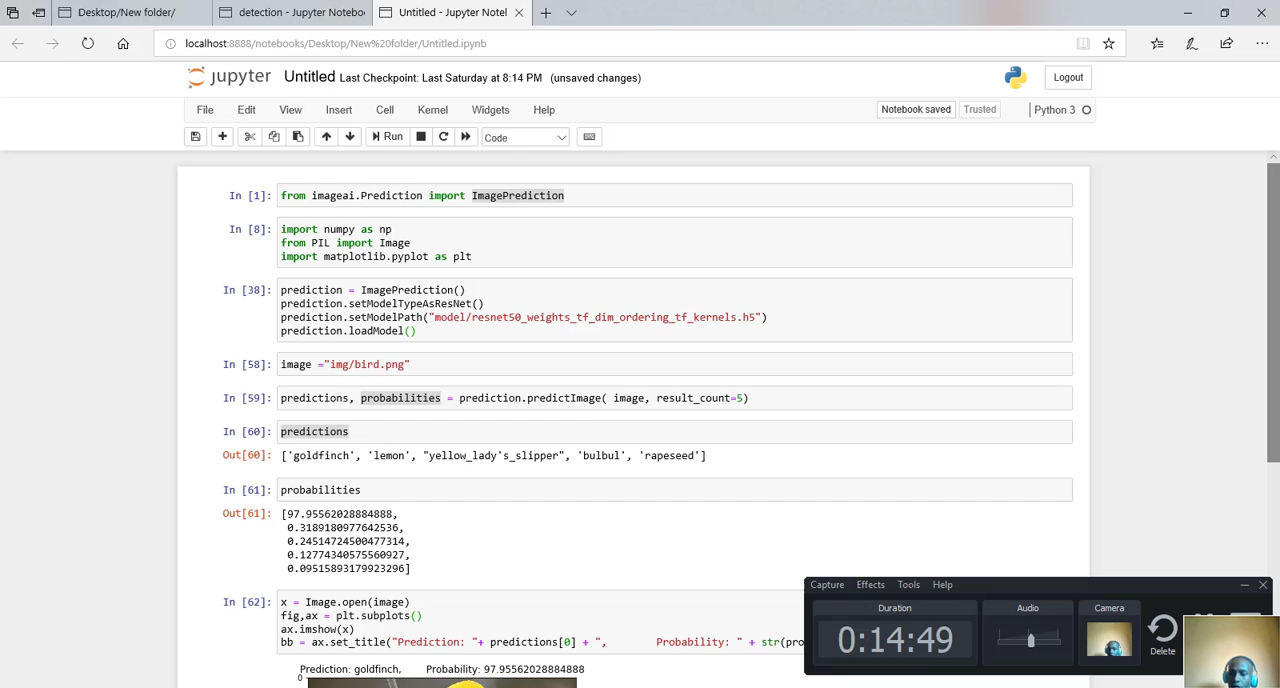 Desktop/New folder/
detection - Jupyter Notebo
Untitled - Jupyter Notel
localhost:8888/notebooks/Desktop/New%20folder/Untitled.ipynb
jupyter Untitled Last Checkpoint: Last Saturday at 8:14 PM (unsaved changes)
Logout
File Edit View Insert Cell Kernel Widgets Help
Notebook saved Trusted Python 3
Run Code
In [1]: from imageai.Prediction import ImagePrediction
In [8]: import numpy as np
from PIL import Image
import matplotlib.pyplot as plt
In [38]: prediction = ImagePrediction()
prediction.setModelTypeAsResNet()
prediction.setModelPath("model/resnet50_weights_tf_dim_ordering_tf_kernels.h5")
prediction.loadModel()
In [58]: image ="img/bird.png"
In [59]: predictions, probabilities = prediction.predictImage( image, result_count=5)
In [60]: predictions
Out[60]: ['goldfinch', 'lemon', "yellow_lady's_slipper", 'bulbul', 'rapeseed']
In [61]: probabilities
Out[61]: [97.95562028884888,
0.3189180977642536,
0.24514724500477314,
0.12774340575560927,
0.09515893179923296]
In [62]: x = Image.open(image)
fig,ax = plt.subplots()
ax.imshow(x)
bb = ax.set_title("Prediction: "+ predictions[0] + ", Probability: " + str(pro
Prediction: goldfinch, Probability: 97.95562028884888
0
Capture Effects Tools Help
Duration Audio Camera
0:14:49
Delete